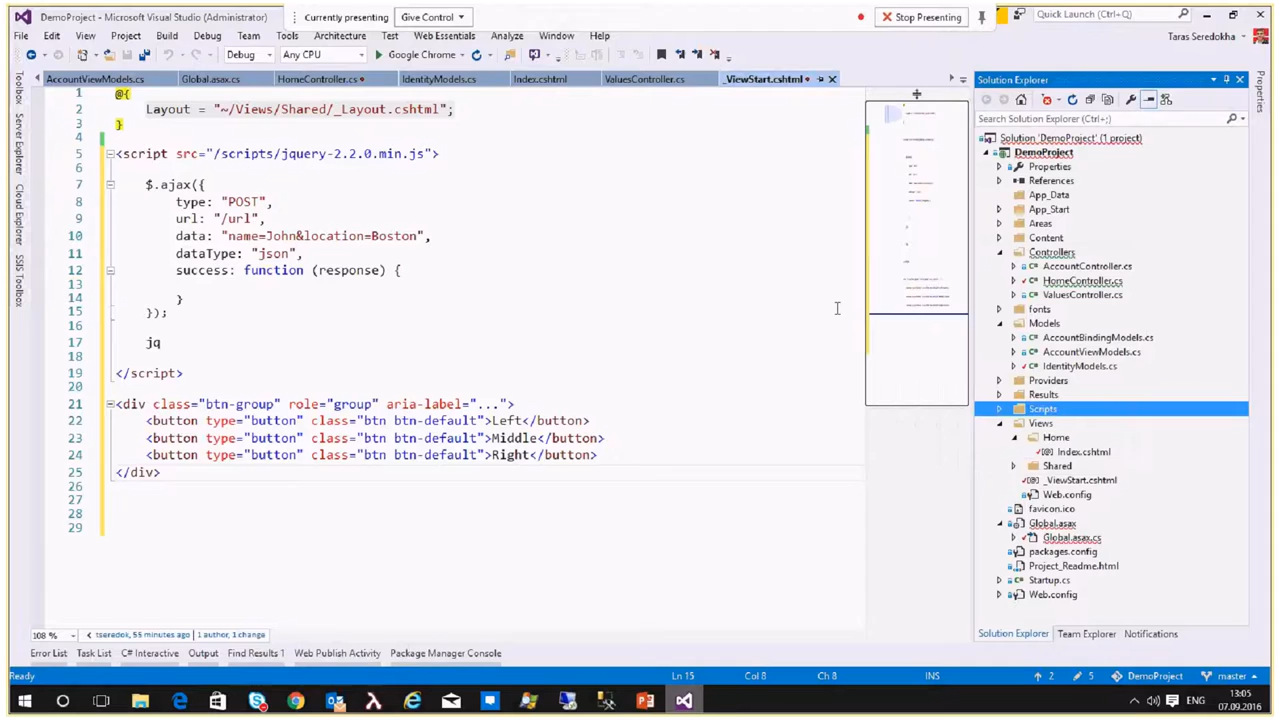 DemoProject - Microsoft Visual Studio (Administrator)
Currently presenting
Give Control
Stop Presenting
Quick Launch (Ctrl+Q)
File Edit View Project Build Debug Team Tools Architecture Test Web Essentials Analyze Window Help
Taras Seredokha
Debug Any CPU Google Chrome
AccountViewModels.cs Global.asax.cs HomeController.cs IdentityModels.cs Index.cshtml ValuesController.cs _ViewStart.cshtml
Toolbox
Server Explorer
Cloud Explorer
SSIS Toolbox
1 @{
2 Layout = "~/Views/Shared/_Layout.cshtml";
3 }
4
5 <script src="/scripts/jquery-2.2.0.min.js">
6
7 $.ajax({
8 type: "POST",
9 url: "/url",
10 data: "name=John&location=Boston",
11 dataType: "json",
12 success: function (response) {
13
14 }
15 });
16
17 jq
18
19 </script>
20
21 <div class="btn-group" role="group" aria-label="...">
22 <button type="button" class="btn btn-default">Left</button>
23 <button type="button" class="btn btn-default">Middle</button>
24 <button type="button" class="btn btn-default">Right</button>
25 </div>
26
27
28
29
108 % tseredok, 55 minutes ago | 1 author, 1 change
Solution Explorer
Search Solution Explorer (Ctrl+;)
Solution 'DemoProject' (1 project)
DemoProject
Properties
References
App_Data
App_Start
Areas
Content
Controllers
AccountController.cs
HomeController.cs
ValuesController.cs
fonts
Models
AccountBindingModels.cs
AccountViewModels.cs
IdentityModels.cs
Providers
Results
Scripts
Views
Home
Index.cshtml
Shared
_ViewStart.cshtml
Web.config
favicon.ico
Global.asax
Global.asax.cs
packages.config
Project_Readme.html
Startup.cs
Web.config
Solution Explorer Team Explorer Notifications
Properties
Error List Task List C# Interactive Output Find Results 1 Web Publish Activity Package Manager Console
Ready Ln 15 Col 8 Ch 8 INS 2 5 DemoProject master
ENG
13:05
07.09.2016